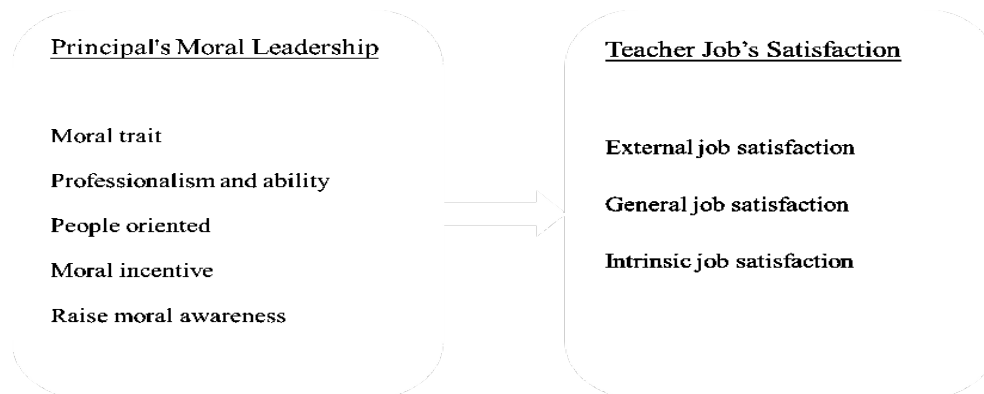 Principal's Moral Leadership
Moral trait
Professionalism and ability
People oriented
Moral incentive
Raise moral awareness
Teacher Job’s Satisfaction
External job satisfaction
General job satisfaction
Intrinsic job satisfaction